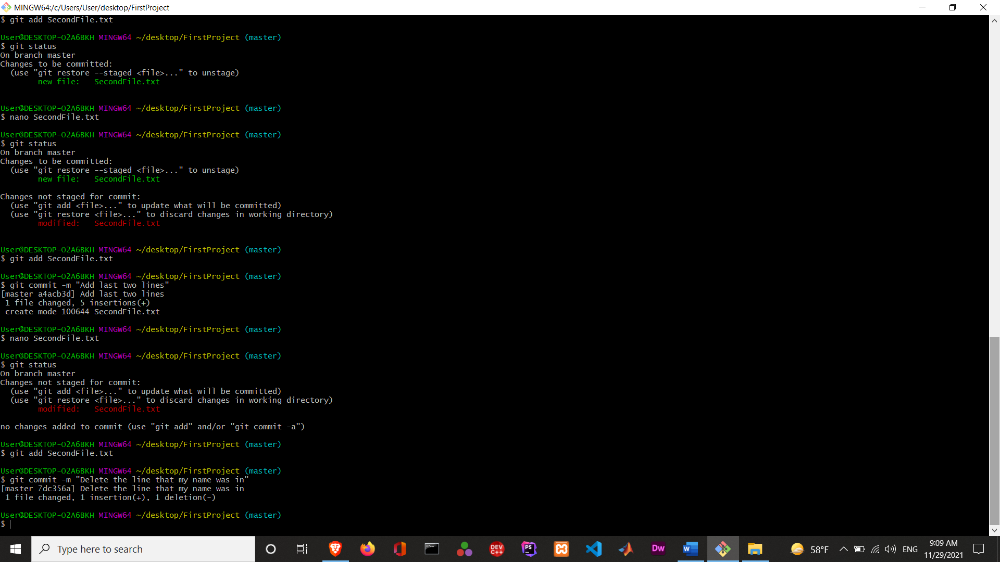 MINGW64:/c/Users/User/desktop/FirstProject
$ git add SecondFile.txt
User@DESKTOP-O2A6BKH MINGW64 ~/desktop/FirstProject (master)
$ git status
On branch master
Changes to be committed:
  (use "git restore --staged <file>..." to unstage)
        new file:   SecondFile.txt
User@DESKTOP-O2A6BKH MINGW64 ~/desktop/FirstProject (master)
$ nano SecondFile.txt
User@DESKTOP-O2A6BKH MINGW64 ~/desktop/FirstProject (master)
$ git status
On branch master
Changes to be committed:
  (use "git restore --staged <file>..." to unstage)
        new file:   SecondFile.txt
Changes not staged for commit:
  (use "git add <file>..." to update what will be committed)
  (use "git restore <file>..." to discard changes in working directory)
        modified:   SecondFile.txt
User@DESKTOP-O2A6BKH MINGW64 ~/desktop/FirstProject (master)
$ git add SecondFile.txt
User@DESKTOP-O2A6BKH MINGW64 ~/desktop/FirstProject (master)
$ git commit -m "Add last two lines"
[master a4acb3d] Add last two lines
 1 file changed, 5 insertions(+)
 create mode 100644 SecondFile.txt
User@DESKTOP-O2A6BKH MINGW64 ~/desktop/FirstProject (master)
$ nano SecondFile.txt
User@DESKTOP-O2A6BKH MINGW64 ~/desktop/FirstProject (master)
$ git status
On branch master
Changes not staged for commit:
  (use "git add <file>..." to update what will be committed)
  (use "git restore <file>..." to discard changes in working directory)
        modified:   SecondFile.txt
no changes added to commit (use "git add" and/or "git commit -a")
User@DESKTOP-O2A6BKH MINGW64 ~/desktop/FirstProject (master)
$ git add SecondFile.txt
User@DESKTOP-O2A6BKH MINGW64 ~/desktop/FirstProject (master)
$ git commit -m "Delete the line that my name was in"
[master 7dc356a] Delete the line that my name was in
 1 file changed, 1 insertion(+), 1 deletion(-)
User@DESKTOP-O2A6BKH MINGW64 ~/desktop/FirstProject (master)
$
Type here to search
DEV C++
PS
Dw
W
58°F
ENG
9:09 AM
11/29/2021